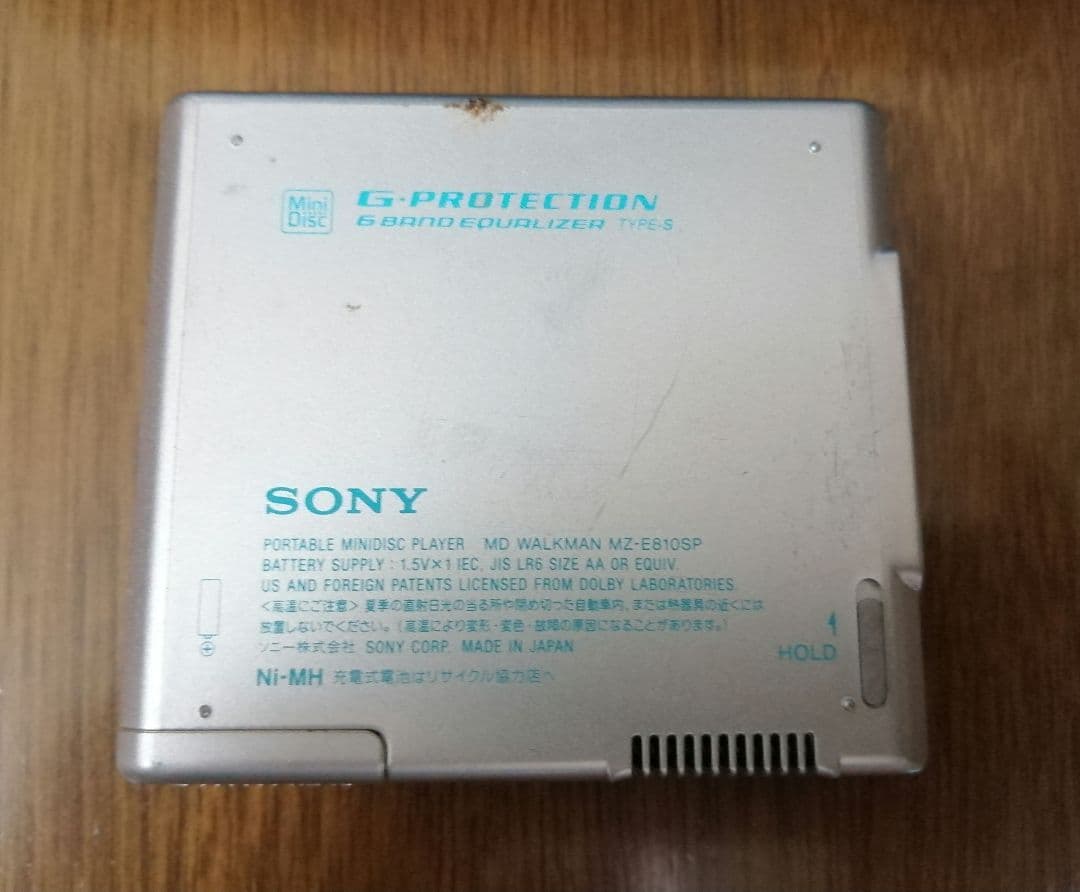 Mini
Disc
G-PROTECTION
6 BAND EQUALIZER TYPE-S
SONY
PORTABLE MINIDISC PLAYER MD WALKMAN MZ-E810SP
BATTERY SUPPLY : 1.5V×1 IEC, JIS LR6 SIZE AA OR EQUIV.
US AND FOREIGN PATENTS LICENSED FROM DOLBY LABORATORIES.
<高温にご注意> 夏季の直射日光の当る所や閉め切った自動車内、または熱器具の近くには
放置しないでください。(高温により変形・変色・故障の原因になることがあります。)
ソニー株式会社 SONY CORP. MADE IN JAPAN
Ni-MH 充電式電池はリサイクル協力店へ
HOLD